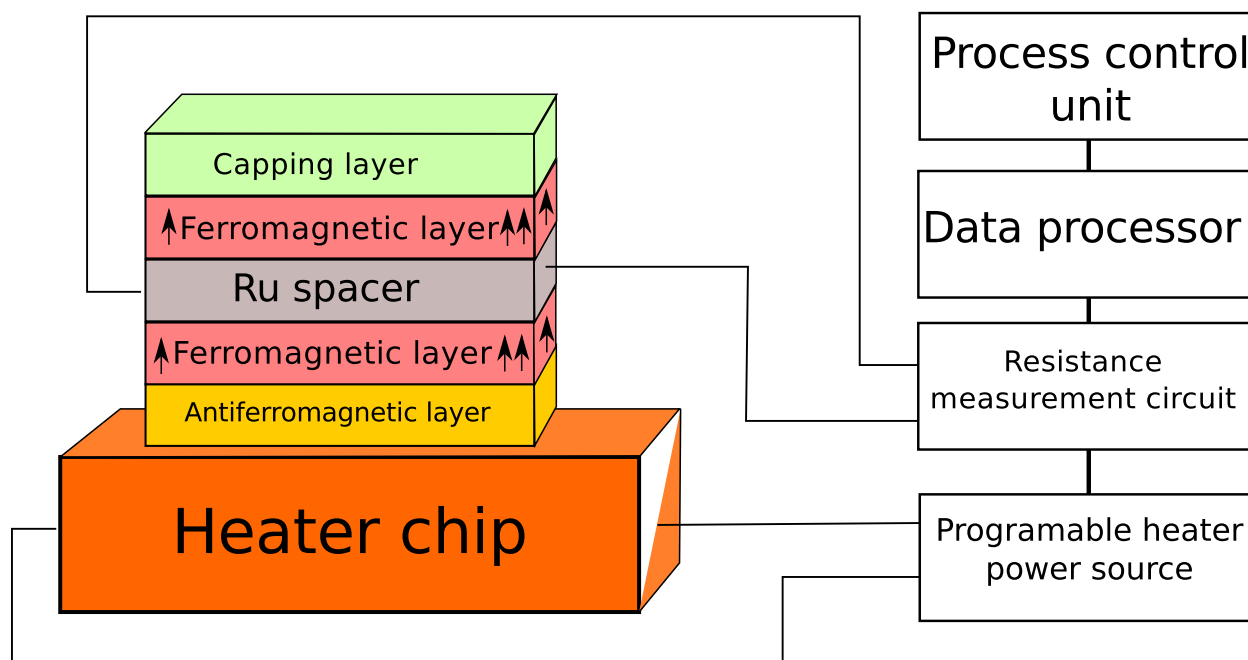 Capping layer
Ferromagnetic layer
Ru spacer
Ferromagnetic layer
Antiferromagnetic layer
Heater chip
Process control
unit
Data processor
Resistance
measurement circuit
Programable heater
power source